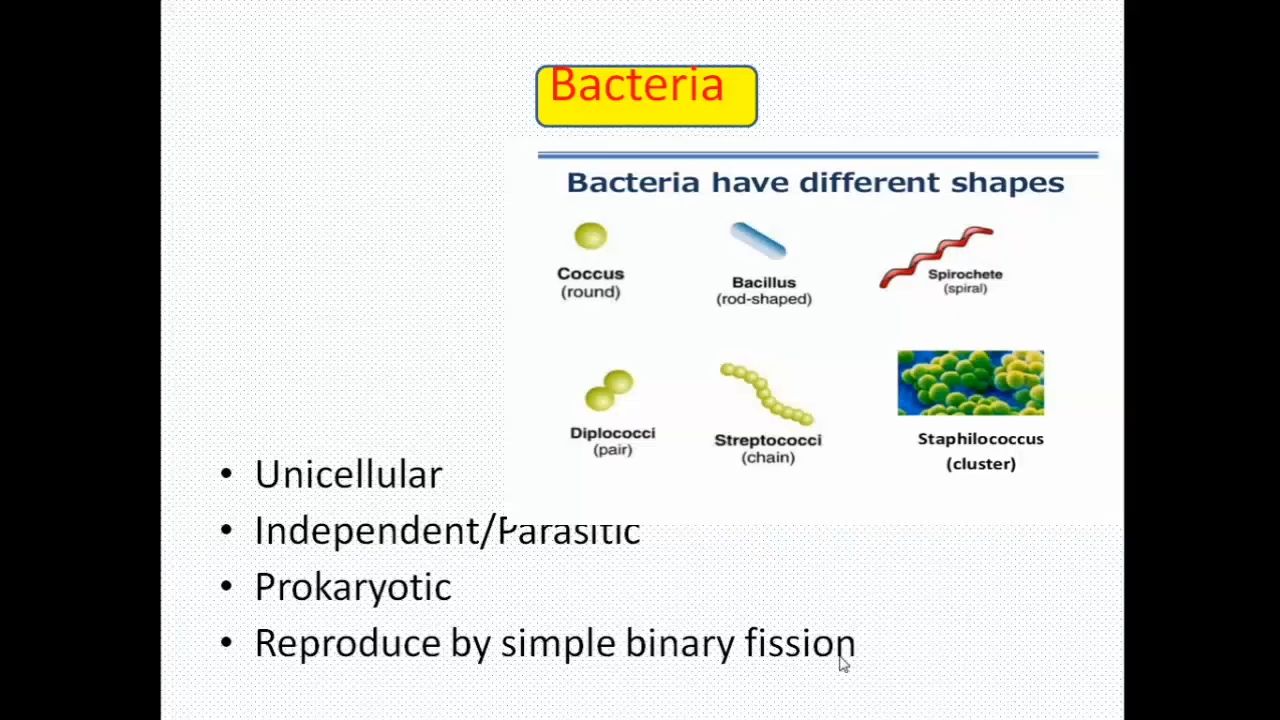 Bacteria
Bacteria have different shapes
Coccus
(round)
Bacillus
(rod-shaped)
Spirochete
(spiral)
Diplococci
(pair)
Streptococci
(chain)
Staphilococcus
(cluster)
• Unicellular
• Independent/Parasitic
• Prokaryotic
• Reproduce by simple binary fission